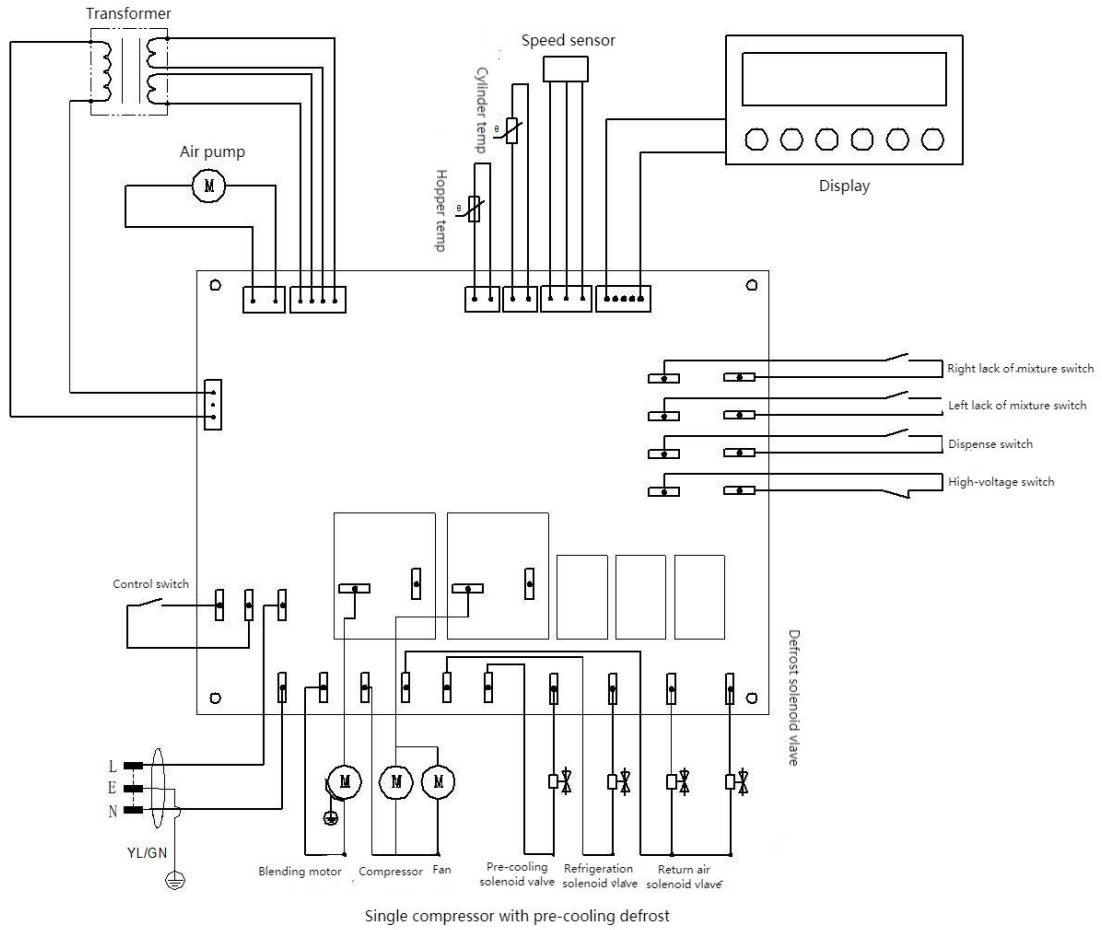 Transformer
Speed sensor
Cylinder temp
θ
Air pump
M
Hopper temp
θ
Display
Right lack of mixture switch
Left lack of mixture switch
Dispense switch
High-voltage switch
Control switch
Defrost solenoid vlave
L
E
N
M
M
M
YL/GN
Blending motor
Compressor
Fan
Pre-cooling
solenoid valve
Refrigeration
solenoid vlave
Return air
solenoid vlave
Single compressor with pre-cooling defrost